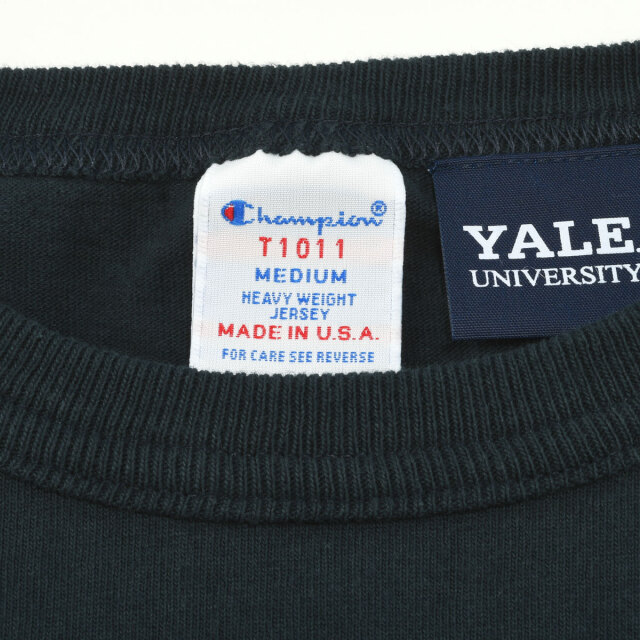 Champion®
T1011
MEDIUM
HEAVY WEIGHT
JERSEY
MADE IN U.S.A.
FOR CARE SEE REVERSE
YALE
UNIVERSITY